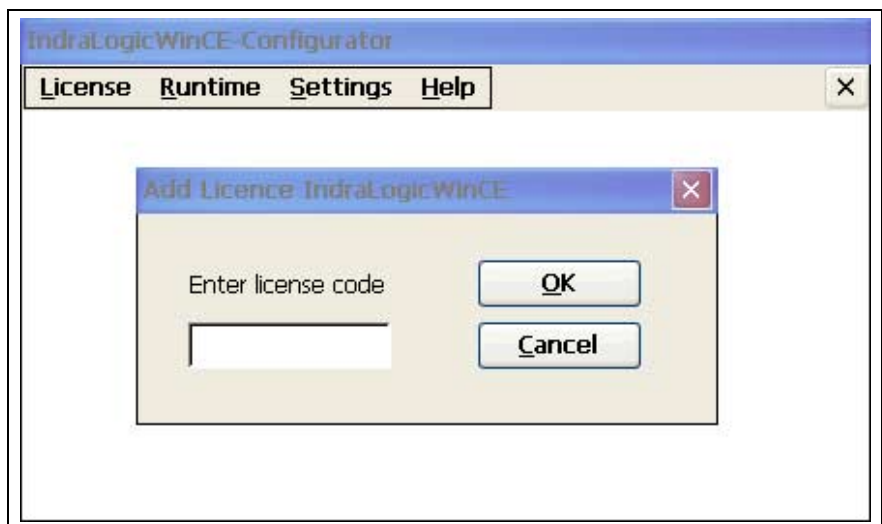 IndraLogicWinCE-Configurator
License Runtime Settings Help
Add Licence IndraLogicWinCE
Enter license code
OK
Cancel